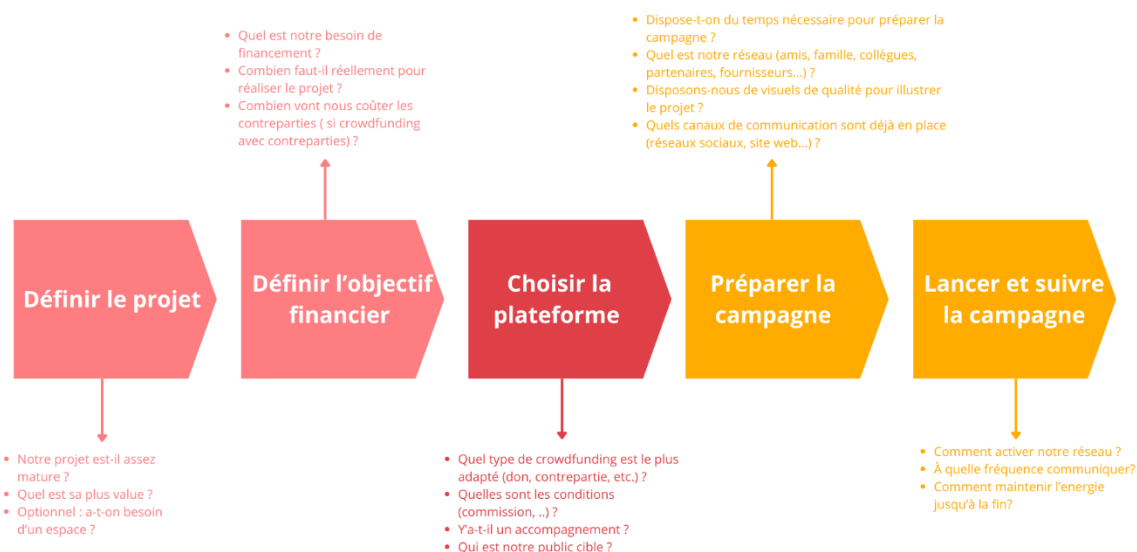 • Quel est notre besoin de
financement ?
• Combien faut-il réellement pour
réaliser le projet ?
• Combien vont nous coûter les
contreparties ( si crowdfunding
avec contreparties) ?
• Dispose-t-on du temps nécessaire pour préparer la
campagne ?
• Quel est notre réseau (amis, famille, collègues,
partenaires, fournisseurs...) ?
• Disposons-nous de visuels de qualité pour illustrer
le projet ?
• Quels canaux de communication sont déjà en place
(réseaux sociaux, site web...) ?
Définir le projet
Définir l'objectif
financier
Choisir la
plateforme
Préparer la
campagne
Lancer et suivre
la campagne
• Notre projet est-il assez
mature ?
• Quel est sa plus value ?
• Optionnel : a-t-on besoin
d'un espace ?
• Quel type de crowdfunding est le plus
adapté (don, contrepartie, etc.) ?
• Quelles sont les conditions
(commission, ..) ?
• Y'a-t-il un accompagnement ?
• Qui est notre public cible ?
• Comment activer notre réseau ?
• À quelle fréquence communiquer?
• Comment maintenir l'energie
jusqu'à la fin?